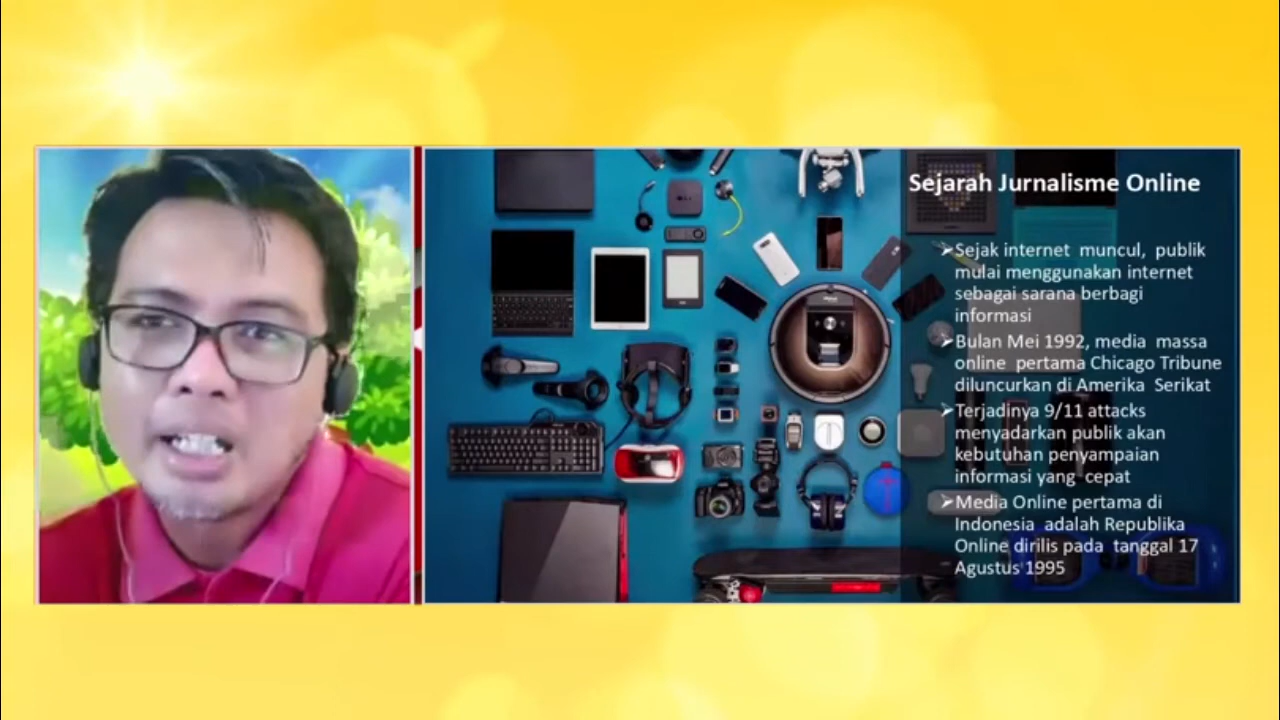 Sejarah Jurnalisme Online
➢Sejak internet muncul, publik
mulai menggunakan internet
sebagai sarana berbagi
informasi
➢Bulan Mei 1992, media massa
online pertama Chicago Tribune
diluncurkan di Amerika Serikat
➢Terjadinya 9/11 attacks
menyadarkan publik akan
kebutuhan penyampaian
informasi yang cepat
➢Media Online pertama di
Indonesia adalah Republika
Online dirilis pada tanggal 17
Agustus 1995